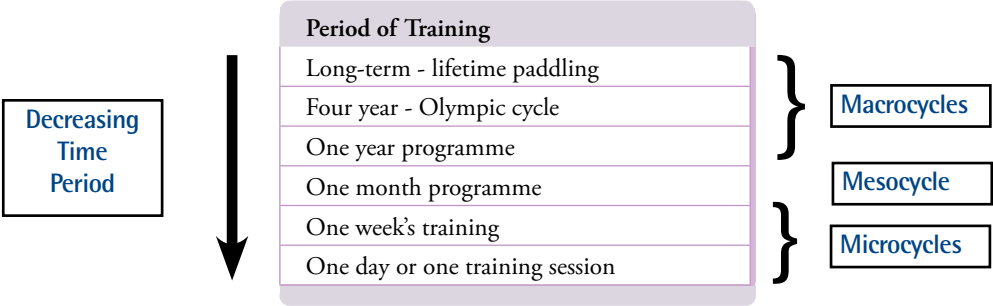 Period of Training
Long-term - lifetime paddling
Four year - Olympic cycle
One year programme
One month programme
One week's training
One day or one training session
Decreasing
Time
Period
Macrocycles
Mesocycle
Microcycles